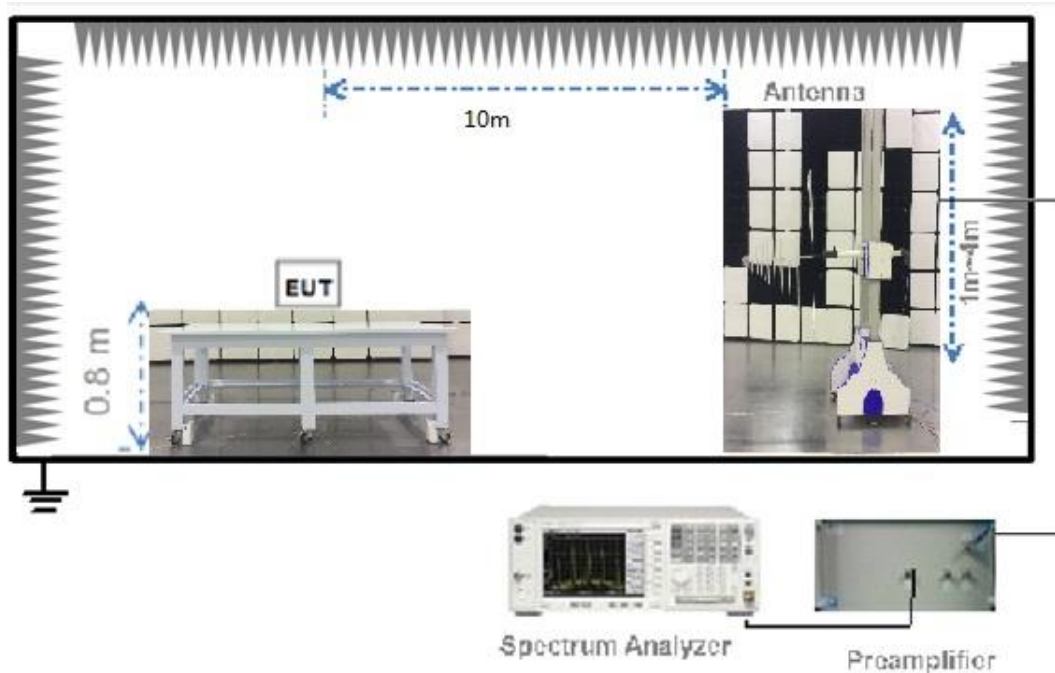 Antenna
10m
1m~4m
EUT
0.8 m
Spectrum Analyzer
Preamplifier